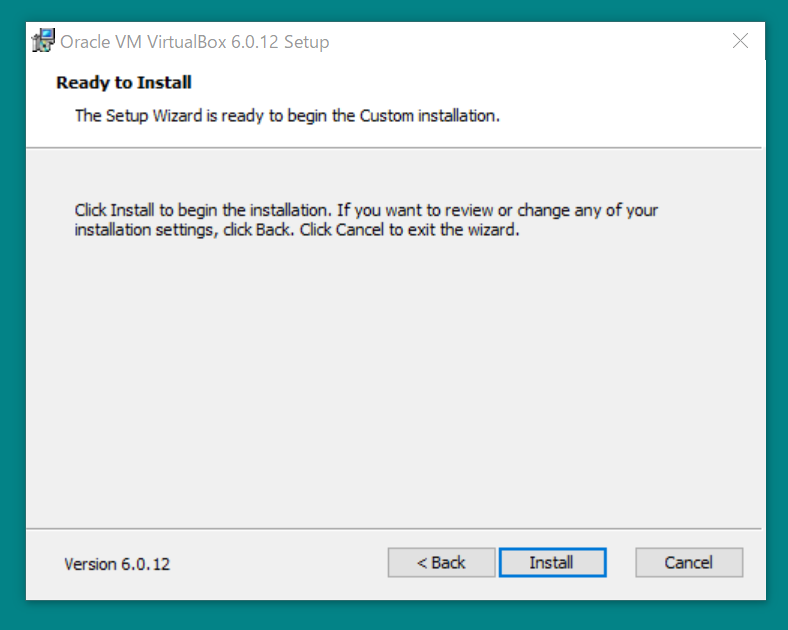 Oracle VM VirtualBox 6.0.12 Setup
Ready to Install
The Setup Wizard is ready to begin the Custom installation.
Click Install to begin the installation. If you want to review or change any of your
installation settings, click Back. Click Cancel to exit the wizard.
Version 6.0.12
< Back
Install
Cancel